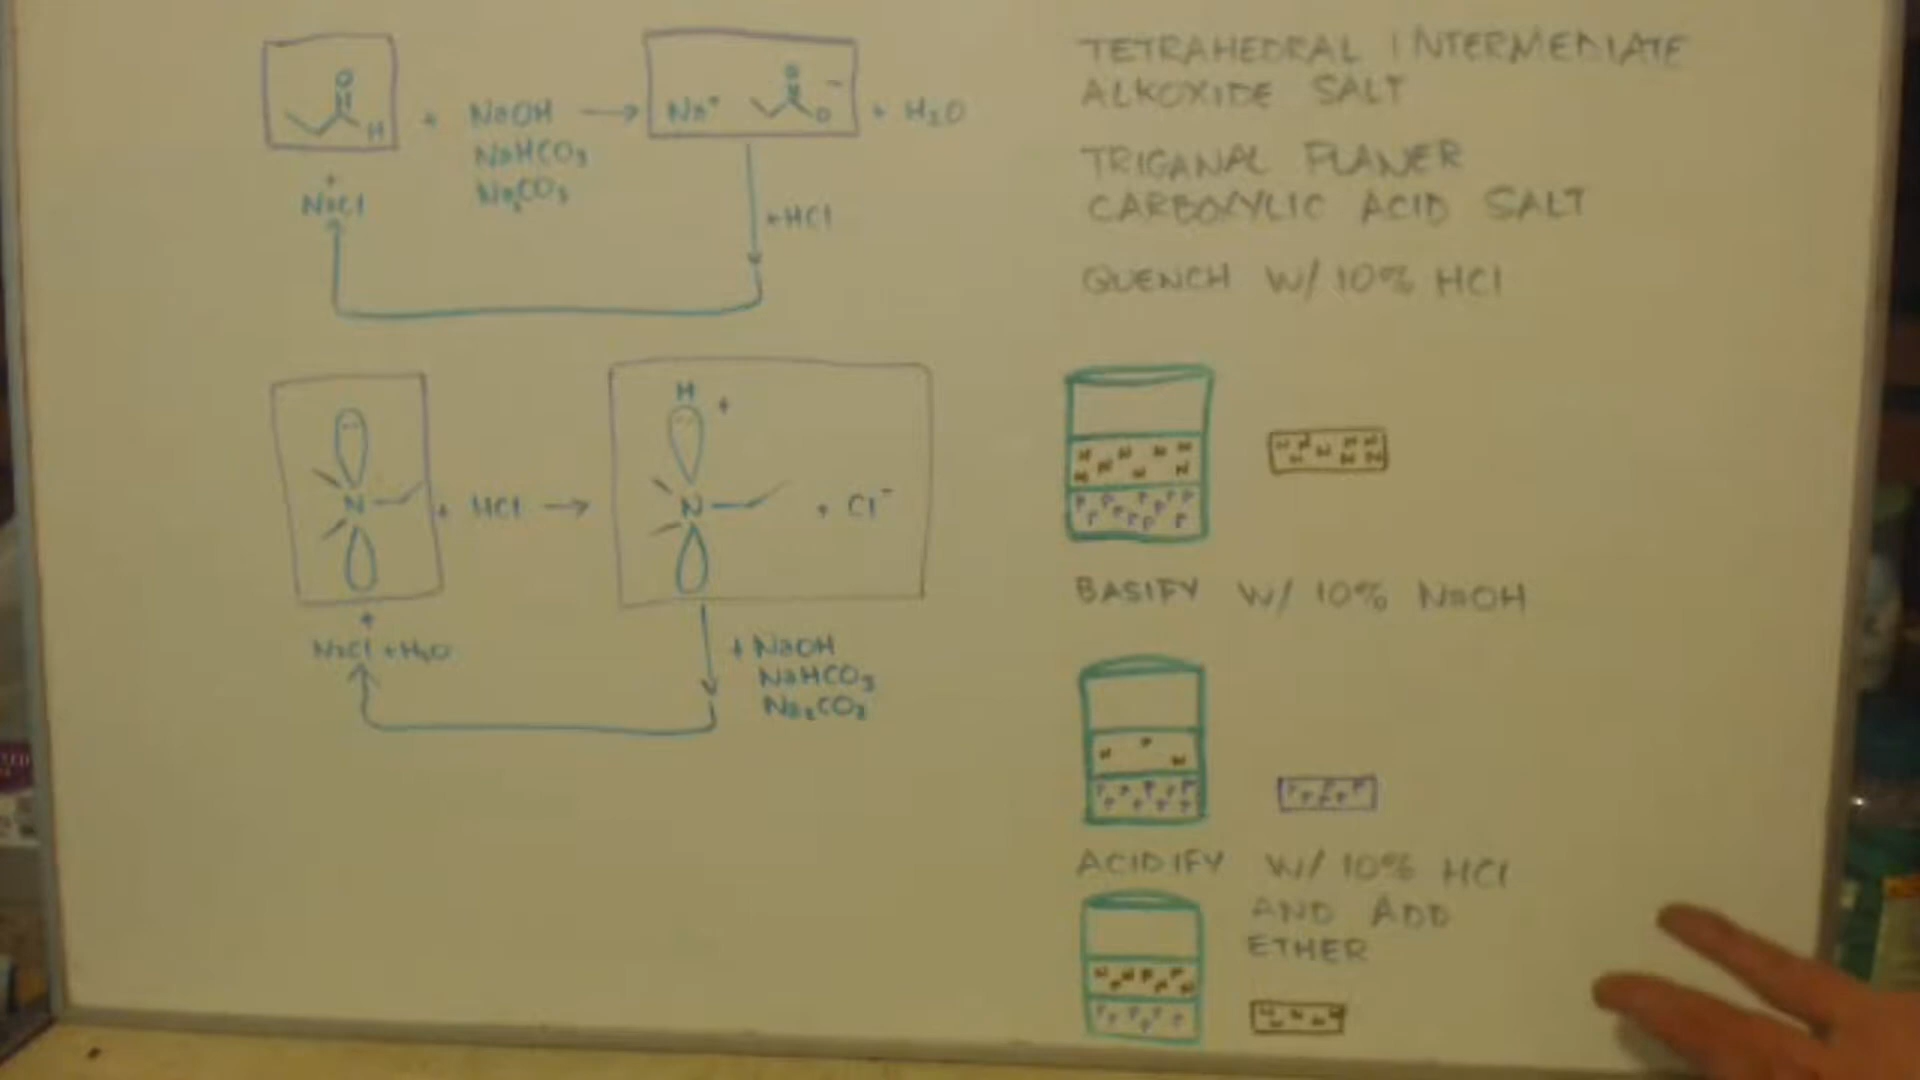 O
H
+ NaOH → Na+ O O - + H2O
NaHCO3
Na2CO3
+
NaCl
+HCl
N + HCl → H + N + Cl-
+
NaCl + H2O
+ NaOH
NaHCO3
Na2CO3
TETRAHEDRAL INTERMEDIATE
ALKOXIDE SALT
TRIGANAL PLANER
CARBOXYLIC ACID SALT
QUENCH W/ 10% HCl
BASIFY W/ 10% NaOH
ACIDIFY W/ 10% HCl
AND ADD
ETHER